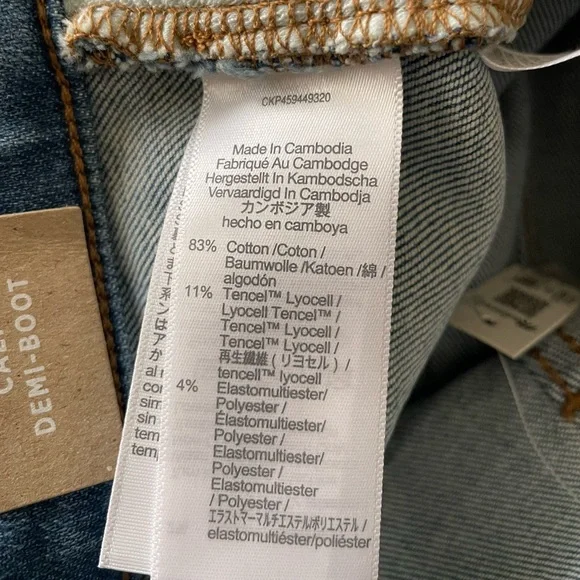 CKP459449320
Made In Cambodia
Fabriqué Au Cambodge
Hergestellt In Kambodscha
Vervaardigd In Cambodja
カンボジア製
hecho en camboya
83% Cotton /Coton /
Baumwolle /Katoen /綿 /
algodón
11% Tencel™ Lyocell /
Lyocell Tencel™ /
Tencel™ Lyocell /
Tencel™ Lyocell /
再生繊維 ( リヨセル ) /
tencell™ lyocell
4% Elastomultiester/
Polyester /
Élastomultiester/
Polyester /
Elastomultiester/
Polyester /
Elastomultiester
/ Polyester /
エラストマーマルチエステル/ポリエステル /
elastomultiéster/poliéster
DEMI-BOOT